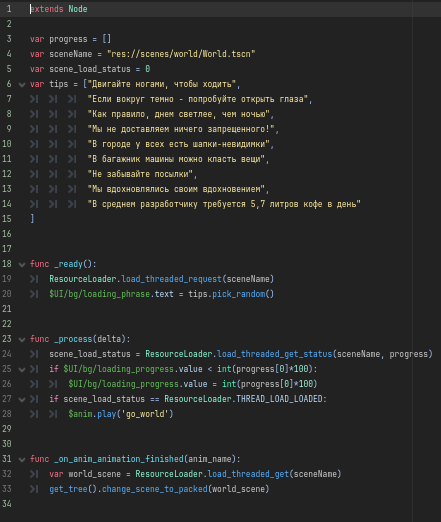 1 extends Node
2
3 var progress = []
4 var sceneName = "res://scenes/world/World.tscn"
5 var scene_load_status = 0
6 var tips = ["Двигайте ногами, чтобы ходить",
7 "Если вокруг темно - попробуйте открыть глаза",
8 "Как правило, днем светлее, чем ночью",
9 "Мы не доставляем ничего запрещенного!",
10 "В городе у всех есть шапки-невидимки",
11 "В багажник машины можно класть вещи",
12 "Не забывайте посылки",
13 "Мы вдохновлялись своим вдохновением",
14 "В среднем разработчику требуется 5,7 литров кофе в день"
15 ]
16
17
18 func _ready():
19 ResourceLoader.load_threaded_request(sceneName)
20 $UI/bg/loading_phrase.text = tips.pick_random()
21
22
23 func _process(delta):
24 scene_load_status = ResourceLoader.load_threaded_get_status(sceneName, progress)
25 if $UI/bg/loading_progress.value < int(progress[0]*100):
26 $UI/bg/loading_progress.value = int(progress[0]*100)
27 if scene_load_status == ResourceLoader.THREAD_LOAD_LOADED:
28 $anim.play('go_world')
29
30
31 func _on_anim_animation_finished(anim_name):
32 var world_scene = ResourceLoader.load_threaded_get(sceneName)
33 get_tree().change_scene_to_packed(world_scene)
34